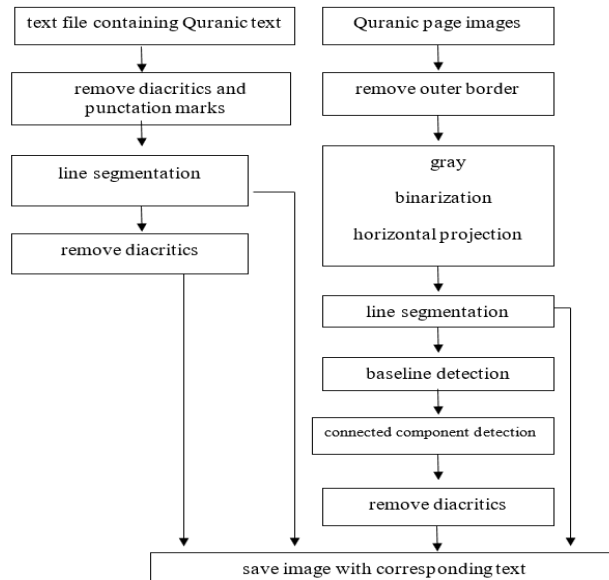 text file containing Quranic text
remove diacritics and
punctation marks
line segmentation
remove diacritics
Quranic page images
remove outer border
gray
binarization
horizontal projection
line segmentation
baseline detection
connected component detection
remove diacritics
save image with corresponding text